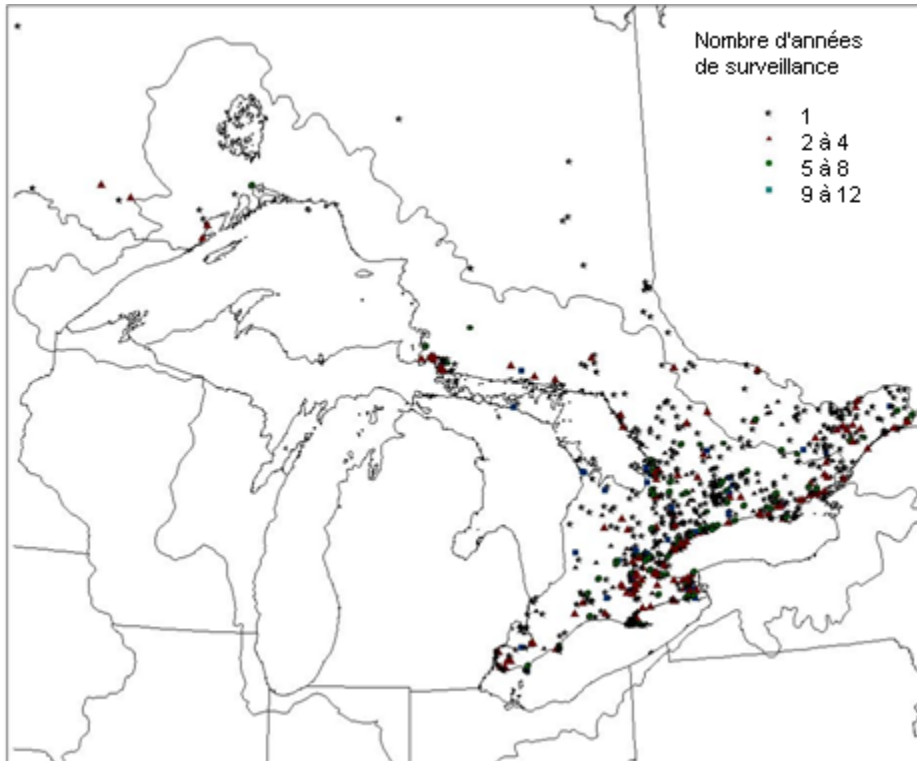 Nombre d'années
de surveillance
1
2 à 4
5 à 8
9 à 12